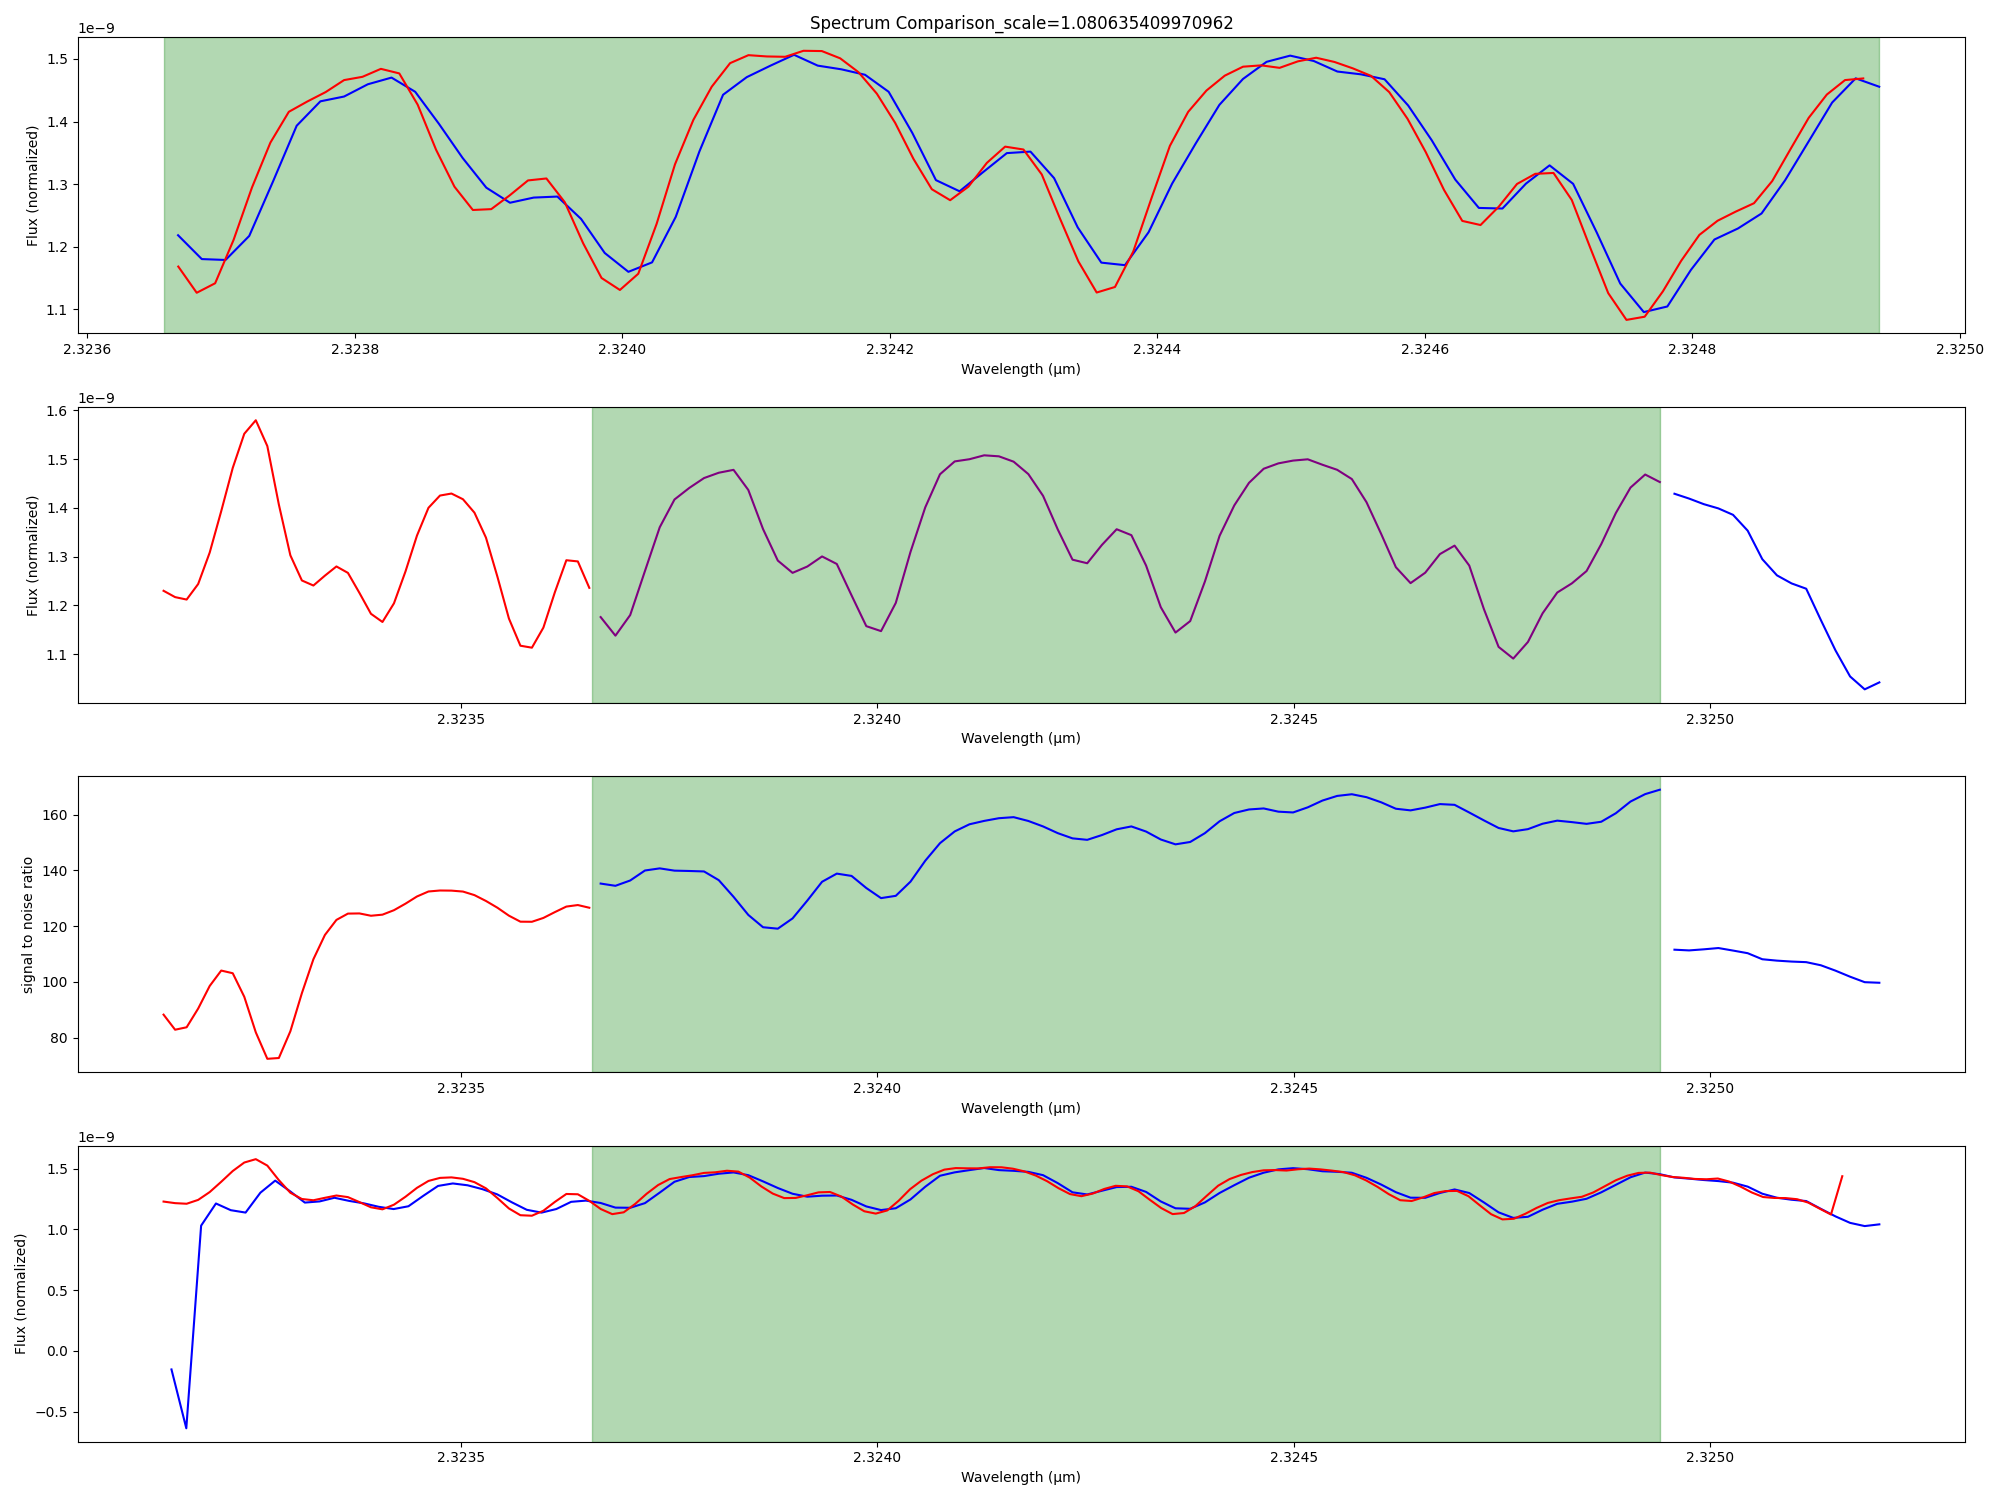 Spectrum Comparison_scale=1.080635409970962
1e−9
1.5
1.4
1.3
1.2
1.1
Flux (normalized)
2.3236 2.3238 2.3240 2.3242 2.3244 2.3246 2.3248 2.3250
Wavelength (μm)
1e−9
1.6
1.5
1.4
1.3
1.2
1.1
Flux (normalized)
2.3235 2.3240 2.3245 2.3250
Wavelength (μm)
160
140
120
100
80
signal to noise ratio
2.3235 2.3240 2.3245 2.3250
Wavelength (μm)
1e−9
1.5
1.0
0.5
0.0
−0.5
Flux (normalized)
2.3235 2.3240 2.3245 2.3250
Wavelength (μm)